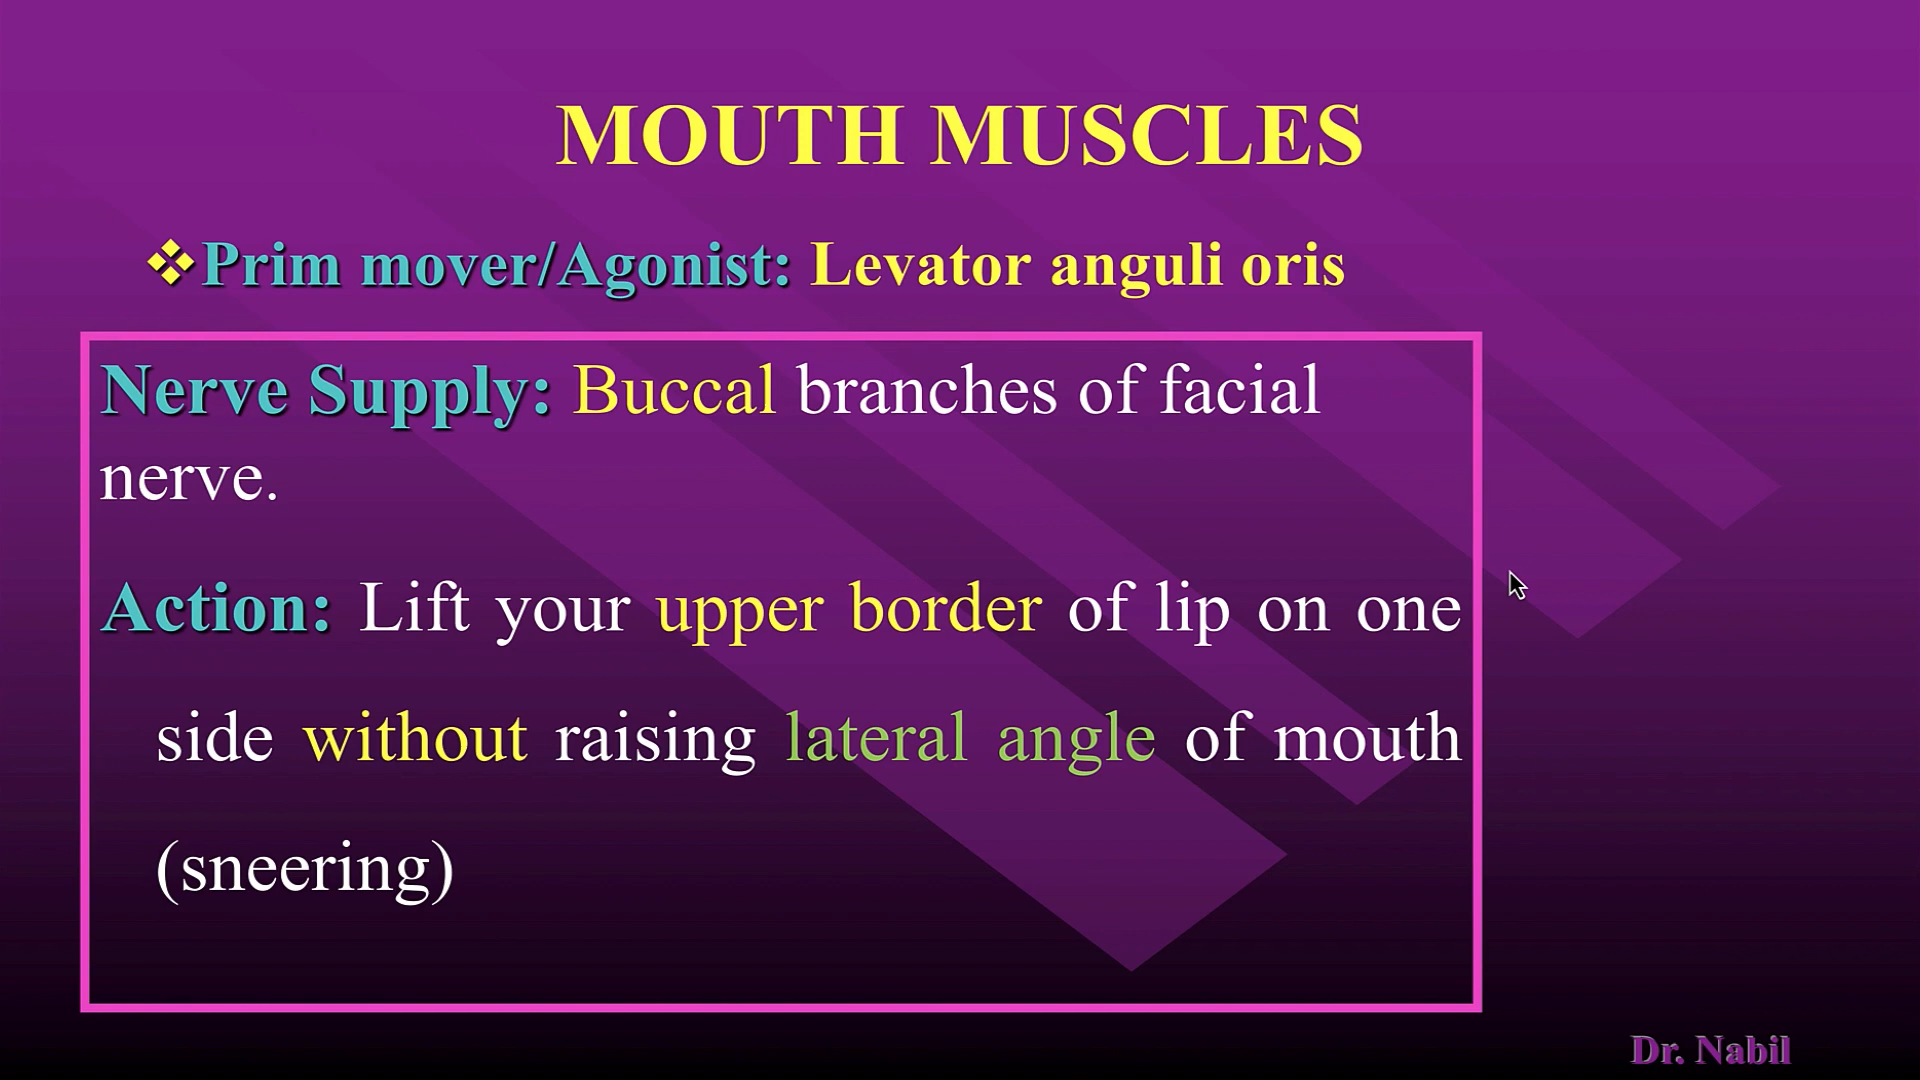 MOUTH MUSCLES
❖Prim mover/Agonist: Levator anguli oris
Nerve Supply: Buccal branches of facial
nerve.
Action: Lift your upper border of lip on one
side without raising lateral angle of mouth
(sneering)
Dr. Nabil